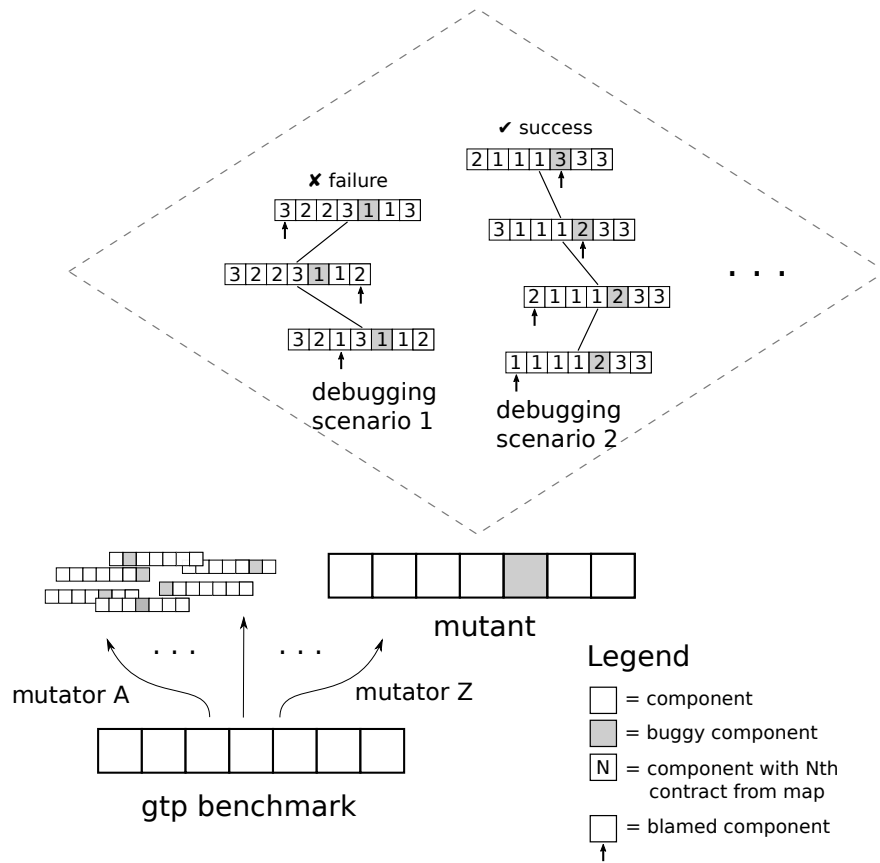 ✔ success
2 1 1 1 3 3 3
✘ failure
3 2 2 3 1 1 3
3 1 1 1 2 3 3
3 2 2 3 1 1 2
2 1 1 1 2 3 3
3 2 1 3 1 1 2
1 1 1 1 2 3 3
. . .
debugging
scenario 1
debugging
scenario 2
mutant
. . .
. . .
mutator A
mutator Z
gtp benchmark
Legend
= component
= buggy component
N = component with Nth
contract from map
= blamed component